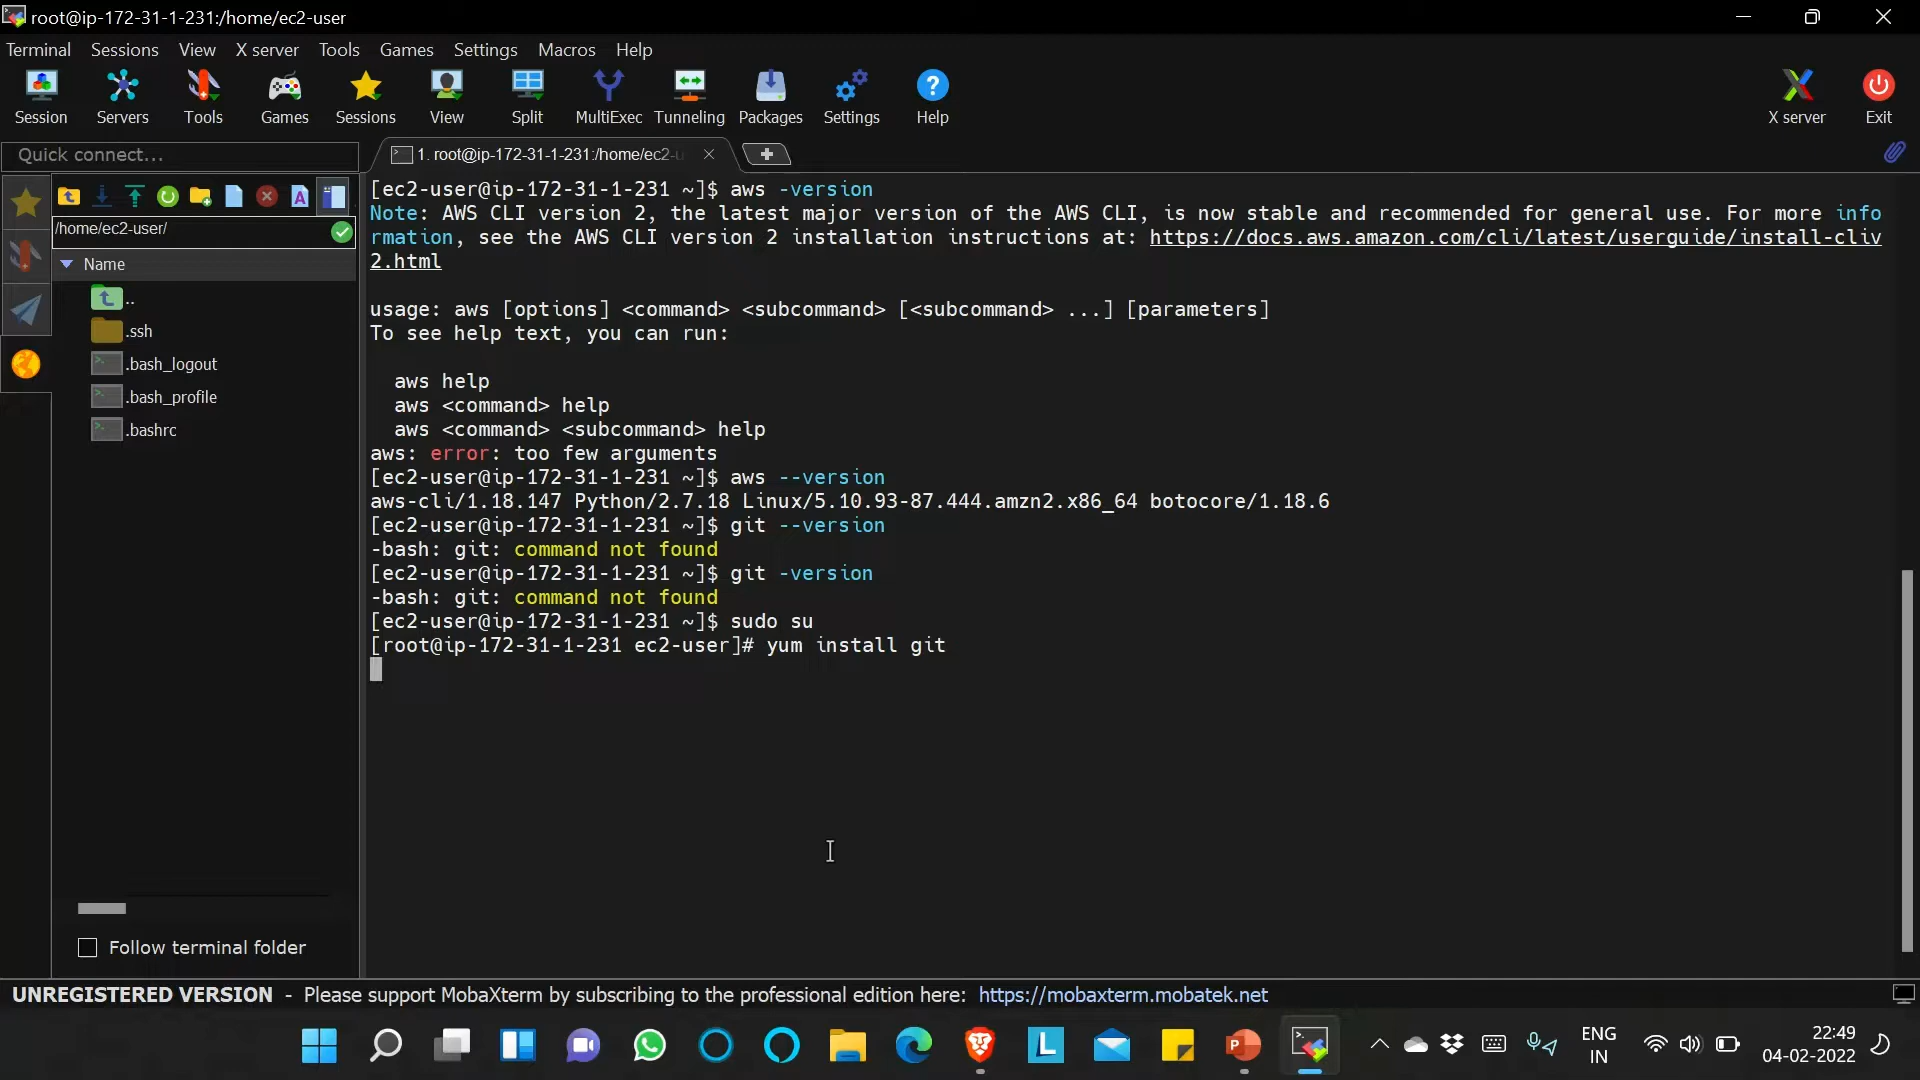 root@ip-172-31-1-231:/home/ec2-user
Terminal Sessions View X server Tools Games Settings Macros Help
Session Servers Tools Games Sessions View Split MultiExec Tunneling Packages Settings Help X server Exit
Quick connect...
1. root@ip-172-31-1-231:/home/ec2-u
/home/ec2-user/
Name
..
.ssh
.bash_logout
.bash_profile
.bashrc
Follow terminal folder
[ec2-user@ip-172-31-1-231 ~]$ aws -version
Note: AWS CLI version 2, the latest major version of the AWS CLI, is now stable and recommended for general use. For more info
rmation, see the AWS CLI version 2 installation instructions at: https://docs.aws.amazon.com/cli/latest/userguide/install-cliv
2.html
usage: aws [options] <command> <subcommand> [<subcommand> ...] [parameters]
To see help text, you can run:
aws help
aws <command> help
aws <command> <subcommand> help
aws: error: too few arguments
[ec2-user@ip-172-31-1-231 ~]$ aws --version
aws-cli/1.18.147 Python/2.7.18 Linux/5.10.93-87.444.amzn2.x86_64 botocore/1.18.6
[ec2-user@ip-172-31-1-231 ~]$ git --version
-bash: git: command not found
[ec2-user@ip-172-31-1-231 ~]$ git -version
-bash: git: command not found
[ec2-user@ip-172-31-1-231 ~]$ sudo su
[root@ip-172-31-1-231 ec2-user]# yum install git
UNREGISTERED VERSION - Please support MobaXterm by subscribing to the professional edition here: https://mobaxterm.mobatek.net
ENG
IN
22:49
04-02-2022